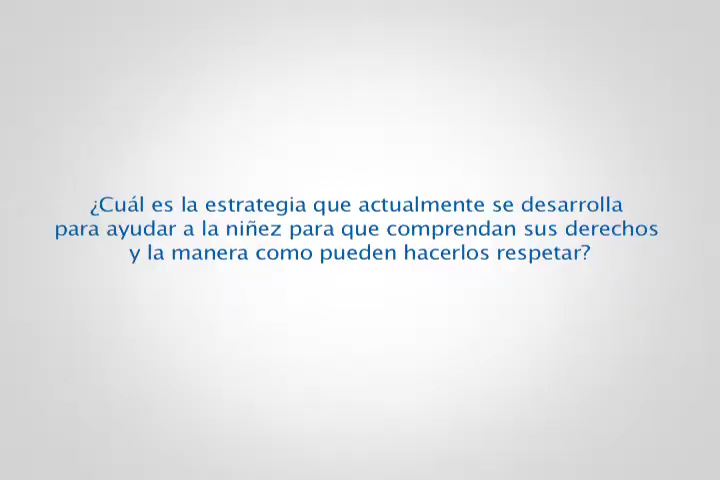 ¿Cuál es la estrategia que actualmente se desarrolla
para ayudar a la niñez para que comprendan sus derechos
y la manera como pueden hacerlos respetar?